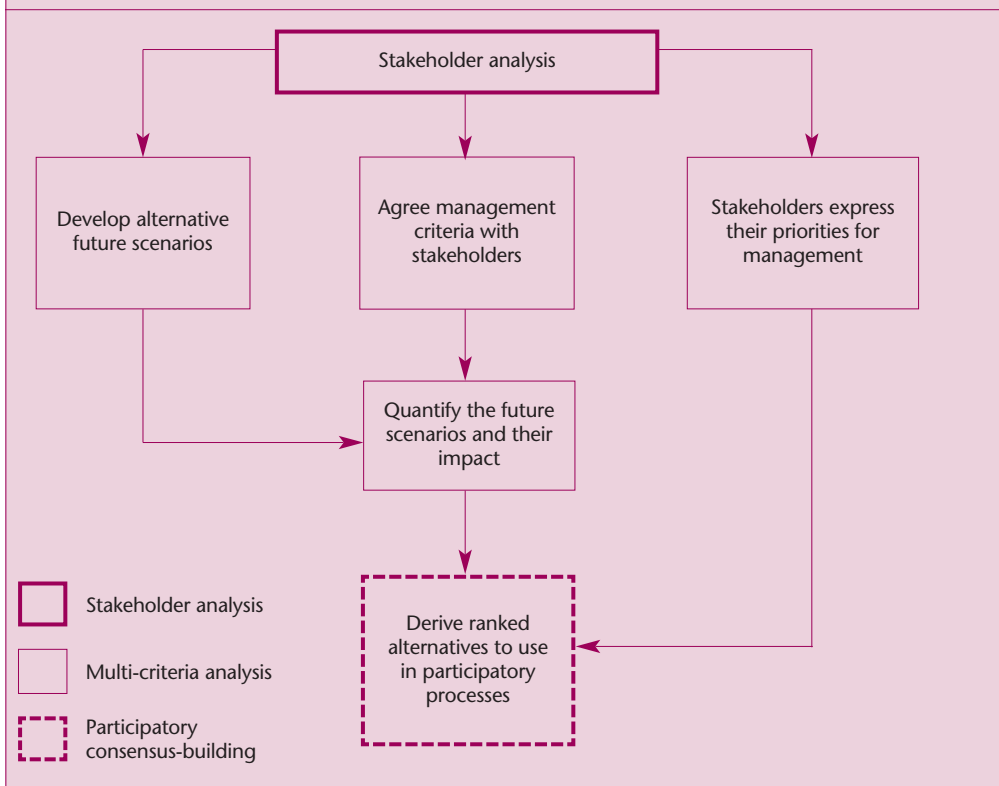 Stakeholder analysis
Develop alternative
future scenarios
Agree management
criteria with
stakeholders
Stakeholders express
their priorities for
management
Quantify the future
scenarios and their
impact
Derive ranked
alternatives to use
in participatory
processes
Stakeholder analysis
Multi-criteria analysis
Participatory
consensus-building